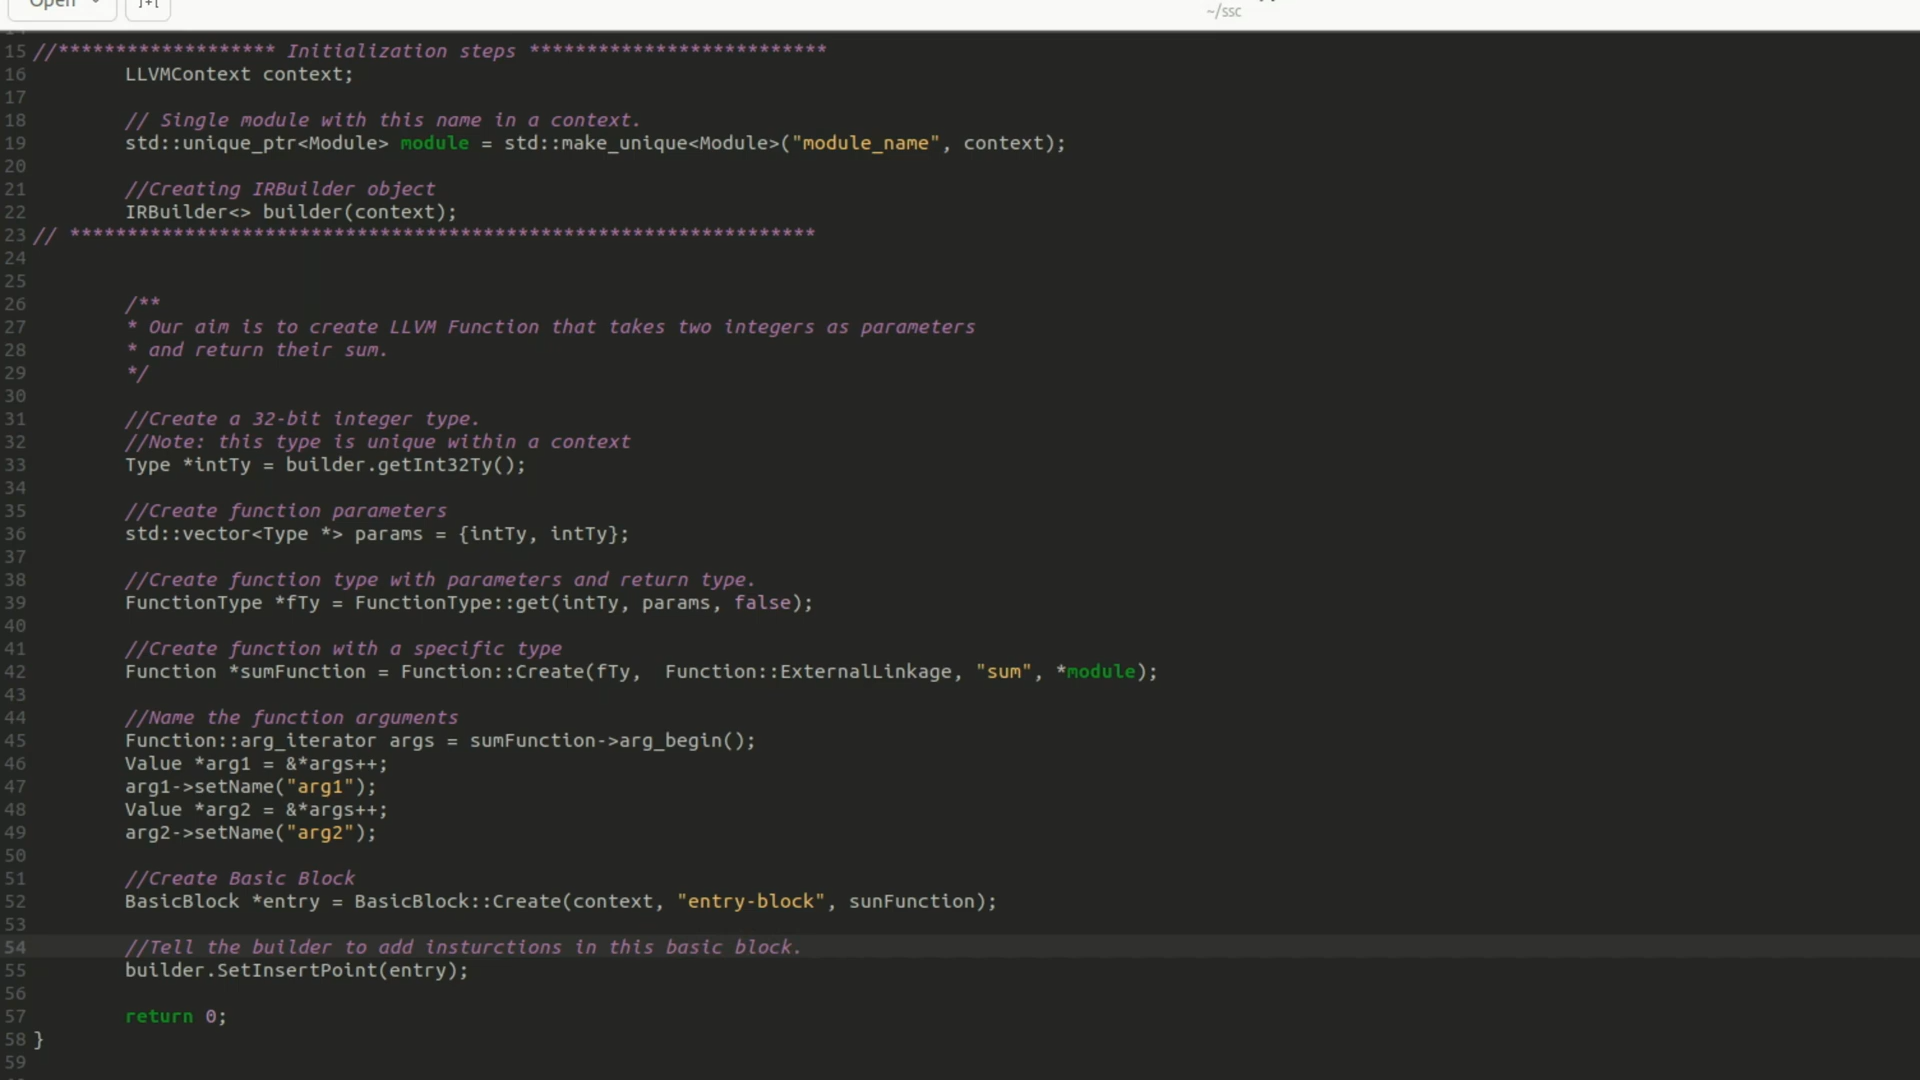 Open
~/ssc
15 //******************* Initialization steps **************************
16 LLVMContext context;
17
18 // Single module with this name in a context.
19 std::unique_ptr<Module> module = std::make_unique<Module>("module_name", context);
20
21 //Creating IRBuilder object
22 IRBuilder<> builder(context);
23 // *****************************************************************
24
25
26 /**
27 * Our aim is to create LLVM Function that takes two integers as parameters
28 * and return their sum.
29 */
30
31 //Create a 32-bit integer type.
32 //Note: this type is unique within a context
33 Type *intTy = builder.getInt32Ty();
34
35 //Create function parameters
36 std::vector<Type *> params = {intTy, intTy};
37
38 //Create function type with parameters and return type.
39 FunctionType *fTy = FunctionType::get(intTy, params, false);
40
41 //Create function with a specific type
42 Function *sumFunction = Function::Create(fTy,  Function::ExternalLinkage, "sum", *module);
43
44 //Name the function arguments
45 Function::arg_iterator args = sumFunction->arg_begin();
46 Value *arg1 = &*args++;
47 arg1->setName("arg1");
48 Value *arg2 = &*args++;
49 arg2->setName("arg2");
50
51 //Create Basic Block
52 BasicBlock *entry = BasicBlock::Create(context, "entry-block", sunFunction);
53
54 //Tell the builder to add insturctions in this basic block.
55 builder.SetInsertPoint(entry);
56
57 return 0;
58 }
59